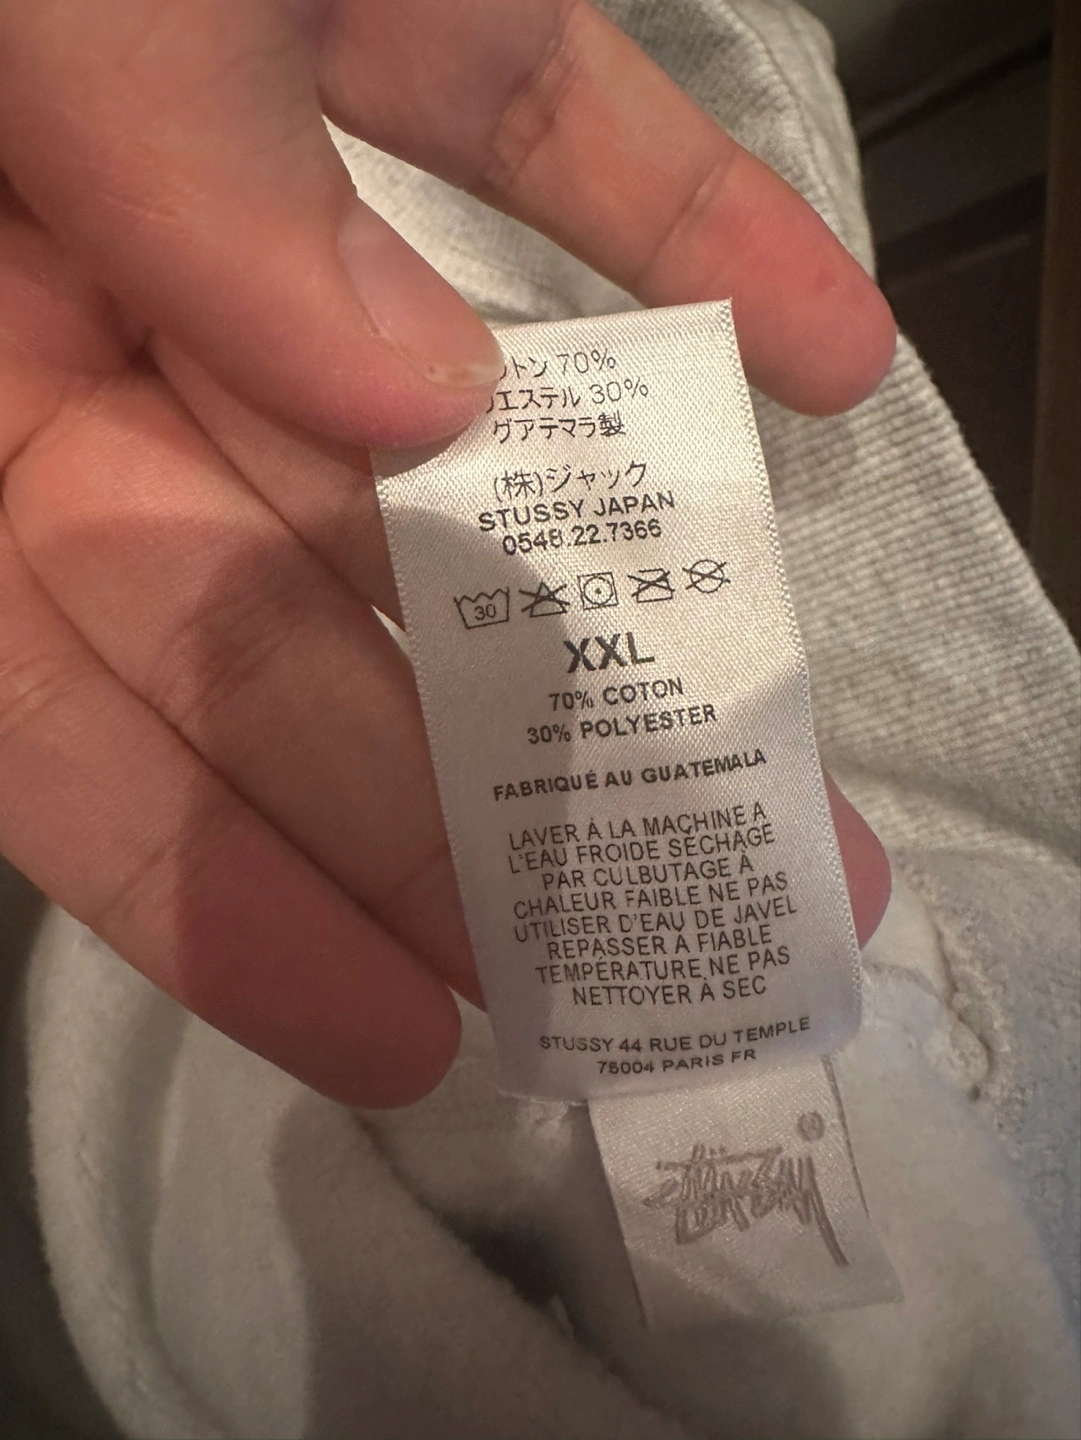 トン 70%
エステル 30%
グアテマラ製
(株)ジャック
STUSSY JAPAN
0548.22.7366
30
XXL
70% COTON
30% POLYESTER
FABRIQUÉ AU GUATEMALA
LAVER À LA MACHINE A
L'EAU FROIDE SÉCHAGE
PAR CULBUTAGE À
CHALEUR FAIBLE NE PAS
UTILISER D'EAU DE JAVEL
REPASSER A FIABLE
TEMPÉRATURE NE PAS
NETTOYER À SEC
STUSSY 44 RUE DU TEMPLE
75004 PARIS FR
Stüssy ®